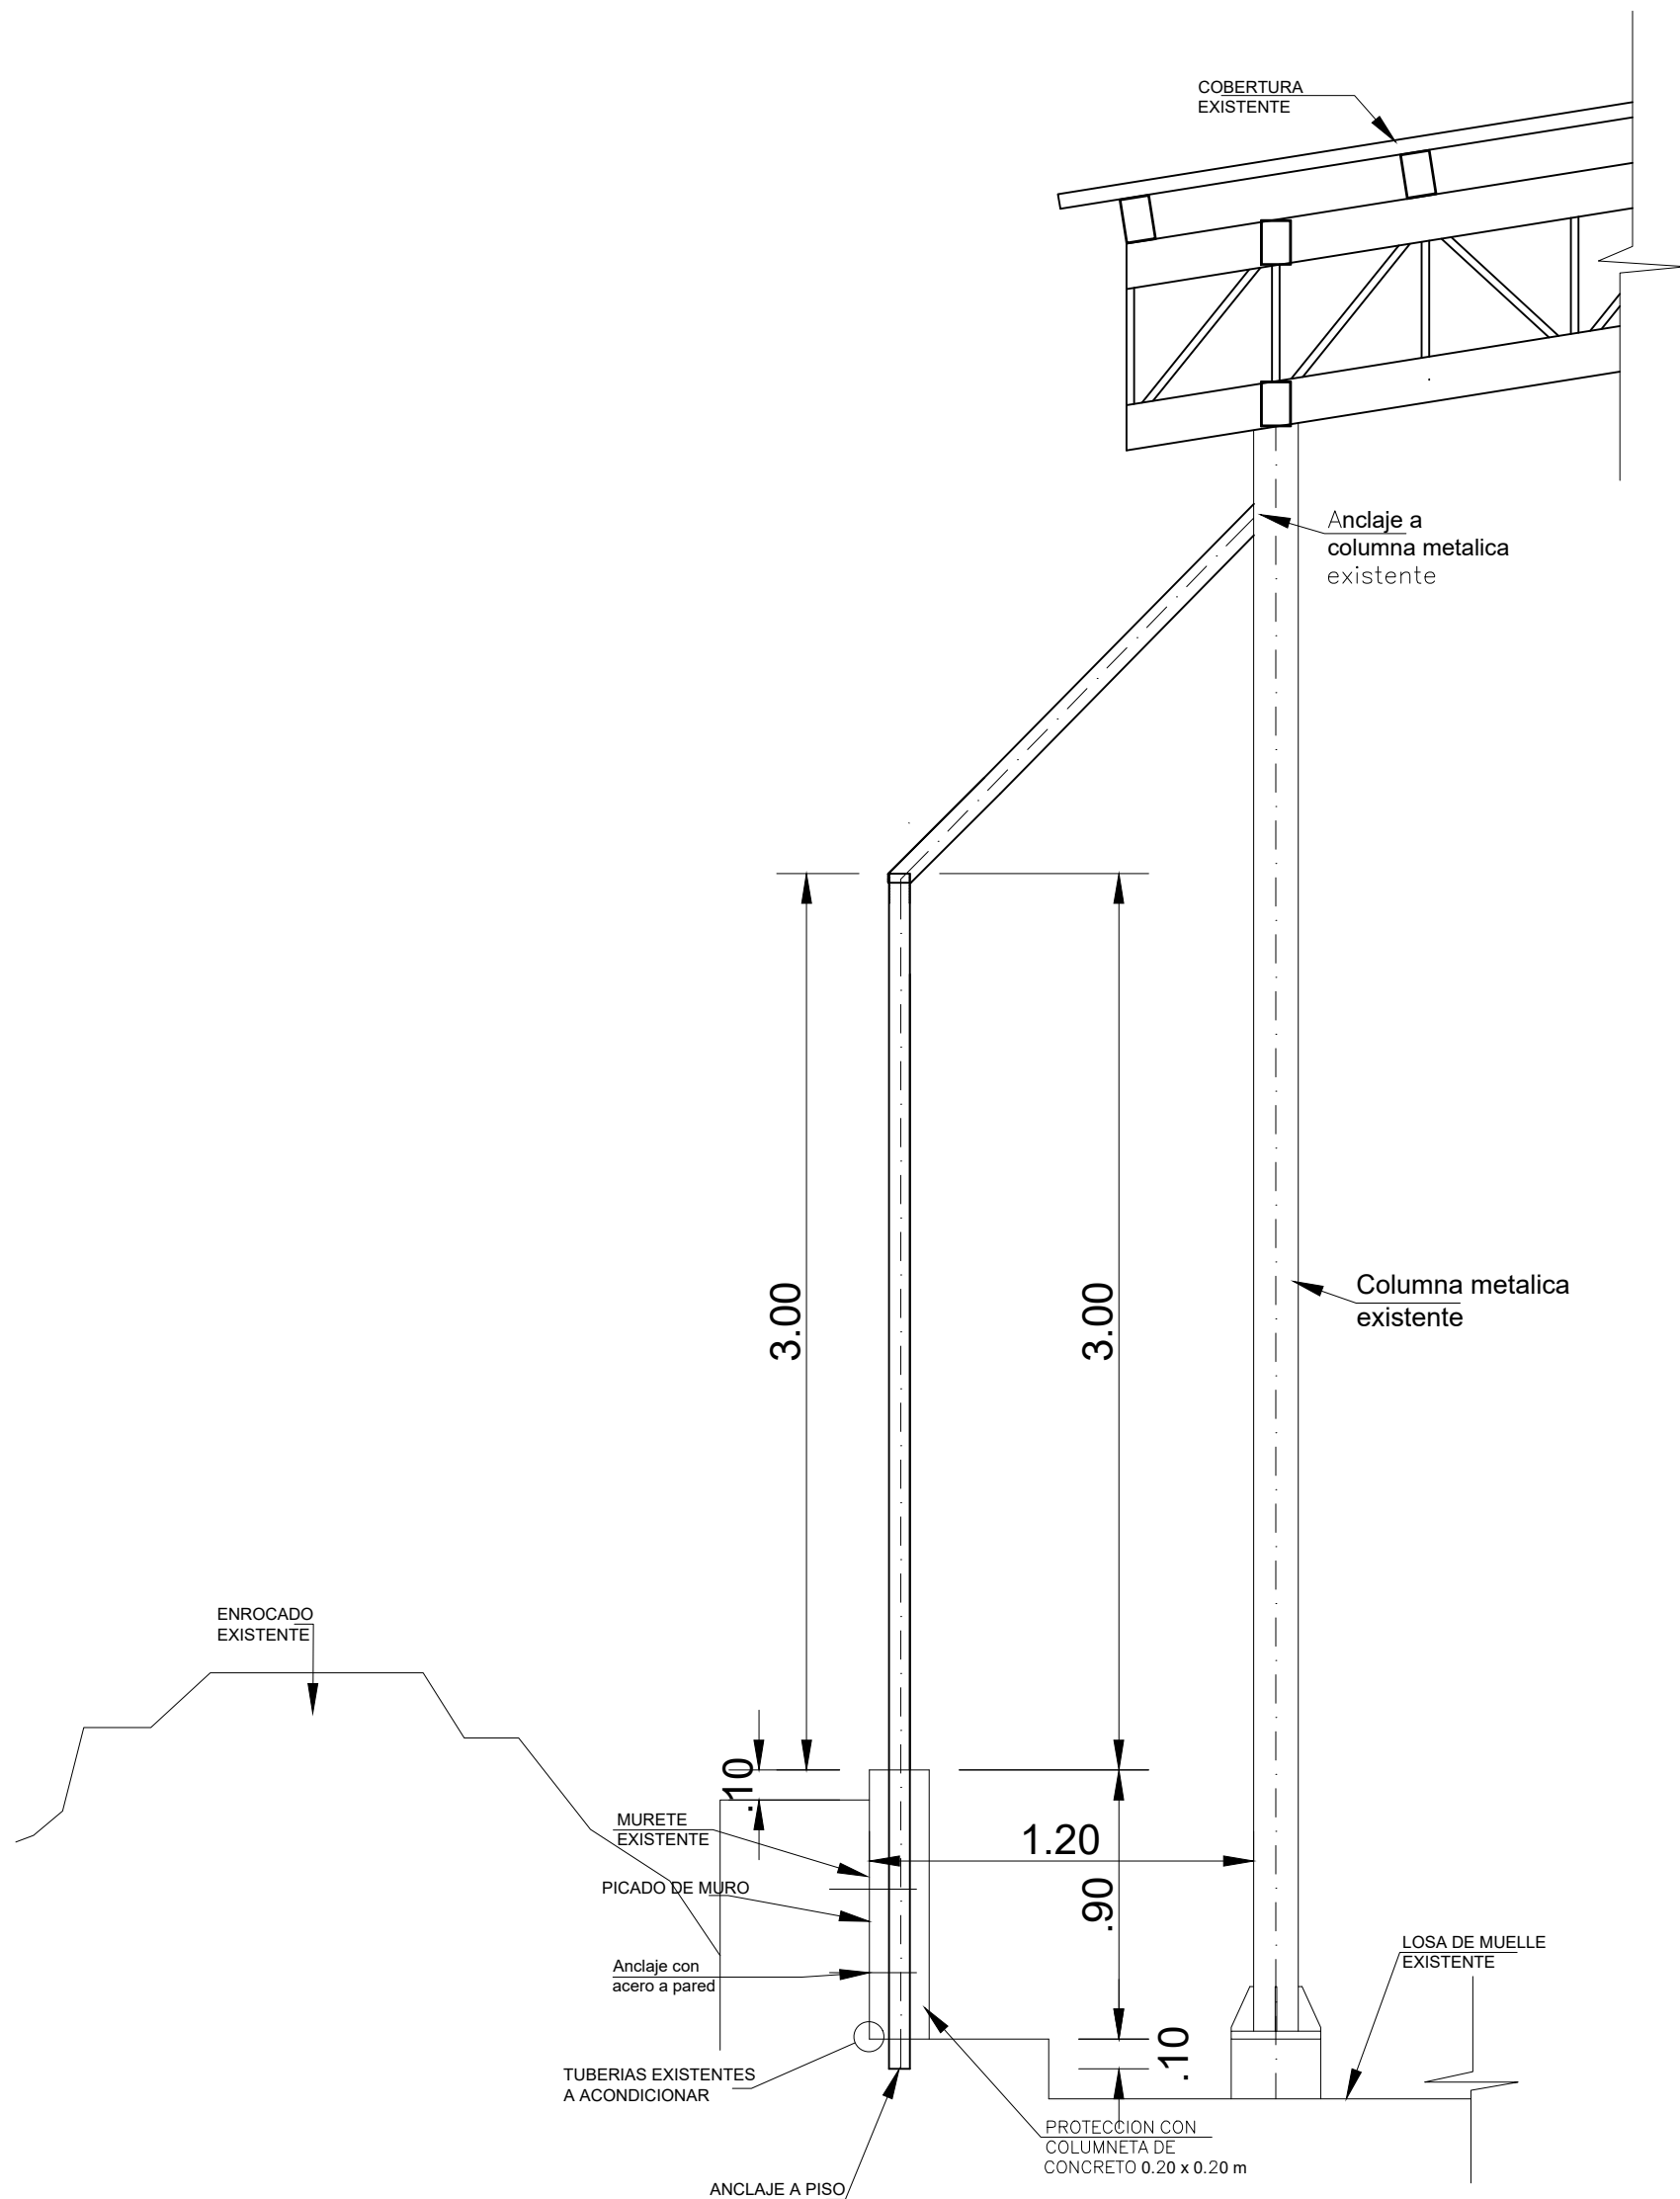 COBERTURA
EXISTENTE
Anclaje a
columna metalica
existente
3.00
3.00
Columna metalica
existente
ENROCADO
EXISTENTE
.10
MURETE
EXISTENTE
1.20
PICADO DE MURO
.90
LOSA DE MUELLE
EXISTENTE
Anclaje con
acero a pared
.10
TUBERIAS EXISTENTES
A ACONDICIONAR
PROTECCION CON
COLUMNETA DE
CONCRETO 0.20 x 0.20 m
ANCLAJE A PISO